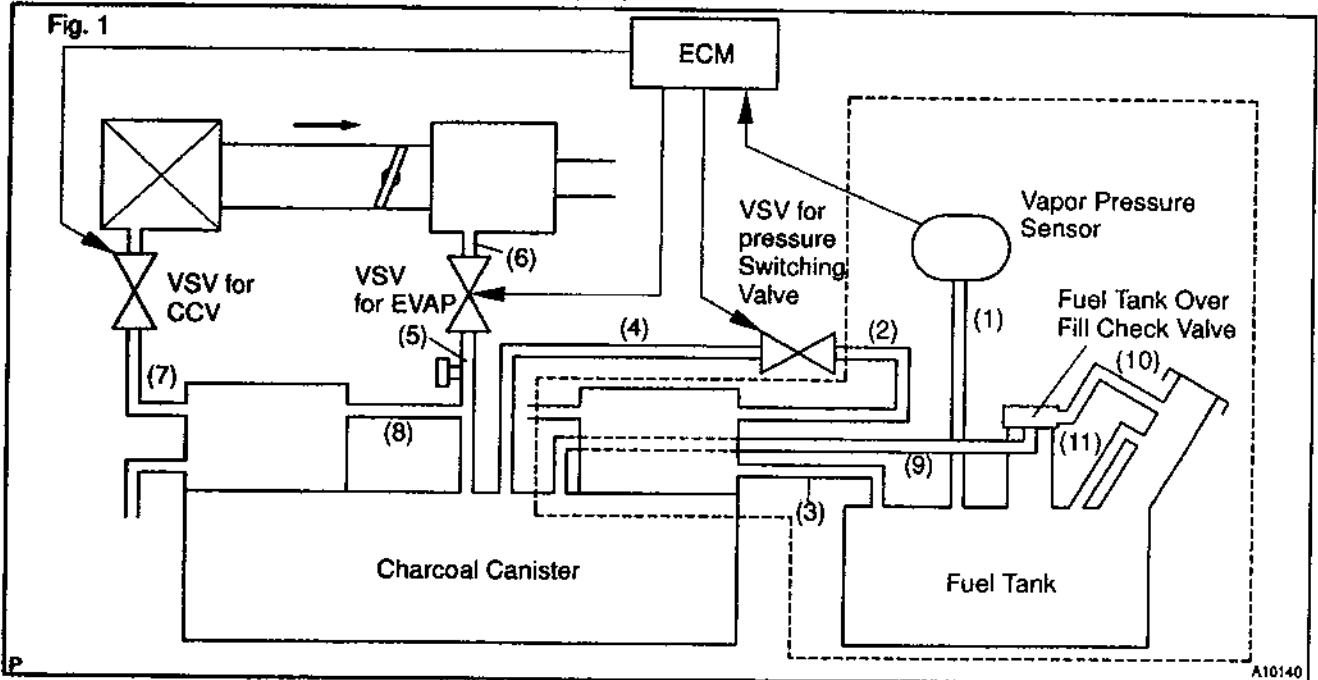 Fig. 1
ECM
Vapor Pressure
Sensor
VSV for
pressure
Switching
Valve
(6)
VSV for
CCV
VSV
for EVAP
Fuel Tank Over
Fill Check Valve
(1)
(2)
(4)
(5)
(10)
(7)
(8)
(9)
(11)
(3)
Charcoal Canister
Fuel Tank
P
A10140